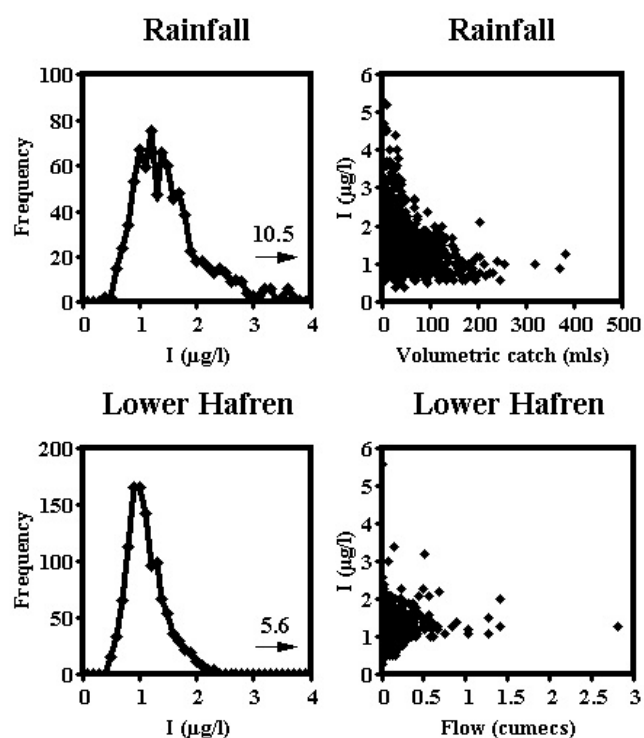 Rainfall
Rainfall
100
80
60
40
20
0
Frequency
10.5
0 1 2 3 4
I (µg/l)
6
5
4
3
2
1
0
I (µg/l)
0 100 200 300 400 500
Volumetric catch (mls)
Lower Hafren
Lower Hafren
200
150
100
50
0
Frequency
5.6
0 1 2 3 4
I (µg/l)
6
5
4
3
2
1
0
I (µg/l)
0 0.5 1 1.5 2 2.5 3
Flow (cumecs)